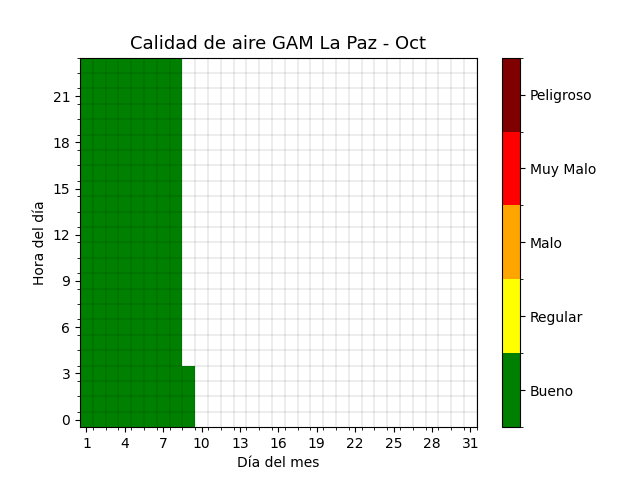 Calidad de aire GAM La Paz - Oct
Hora del día
21
18
15
12
9
6
3
0
1 4 7 10 13 16 19 22 25 28 31
Día del mes
Peligroso
Muy Malo
Malo
Regular
Bueno